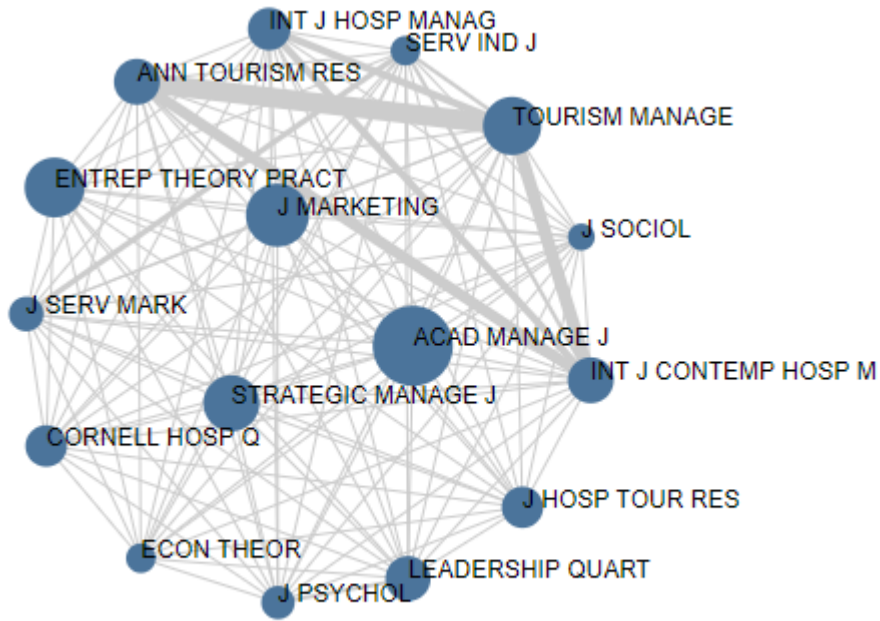 INT J HOSP MANAG
SERV IND J
ANN TOURISM RES
TOURISM MANAGE
ENTREP THEORY PRACT
J MARKETING
J SOCIOL
J SERV MARK
ACAD MANAGE J
INT J CONTEMP HOSP M
STRATEGIC MANAGE J
CORNELL HOSP Q
J HOSP TOUR RES
ECON THEOR
LEADERSHIP QUART
J PSYCHOL